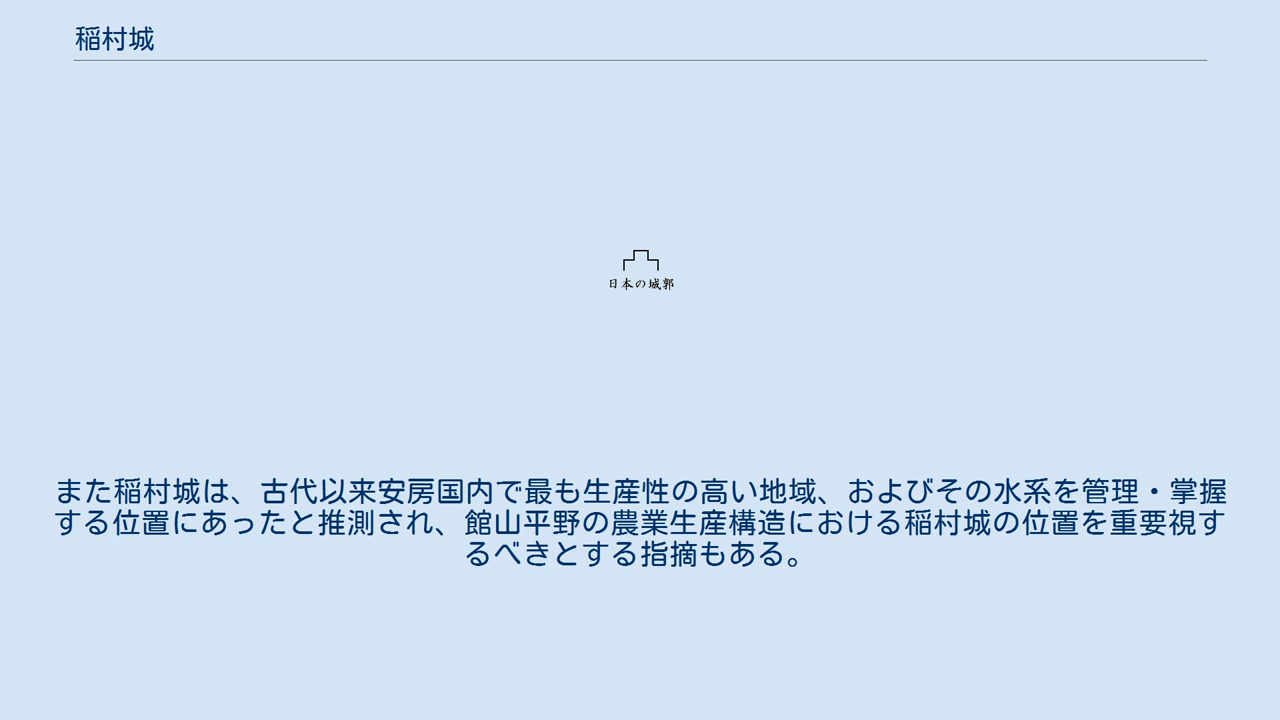 稲村城
日本の城郭
また稲村城は、古代以来安房国内で最も生産性の高い地域、およびその水系を管理・掌握
する位置にあったと推測され、館山平野の農業生産構造における稲村城の位置を重要視す
るべきとする指摘もある。